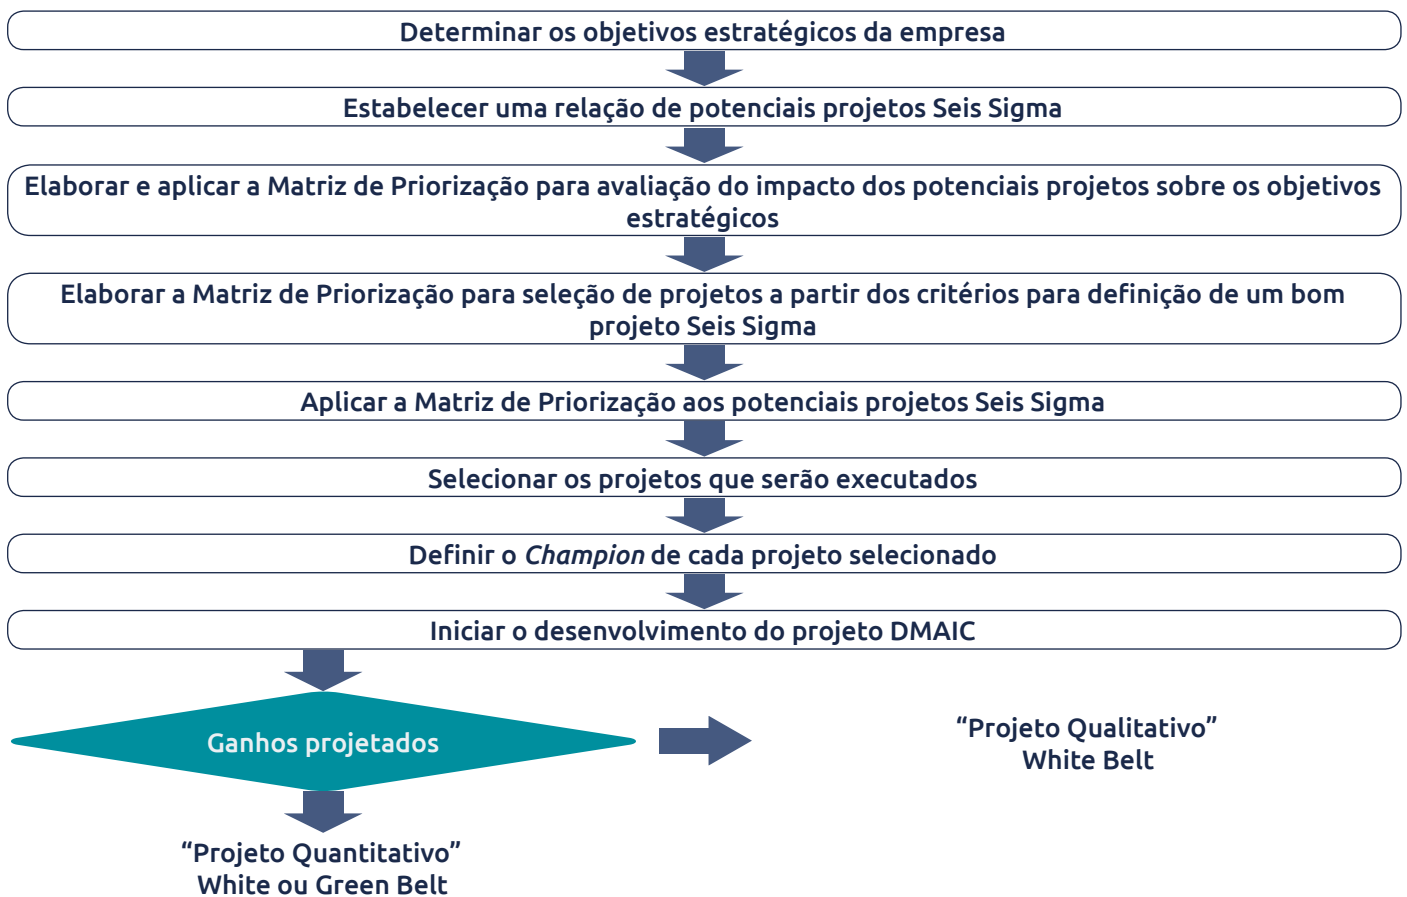 Determinar os objetivos estratégicos da empresa
Estabelecer uma relação de potenciais projetos Seis Sigma
Elaborar e aplicar a Matriz de Priorização para avaliação do impacto dos potenciais projetos sobre os objetivos
estratégicos
Elaborar a Matriz de Priorização para seleção de projetos a partir dos critérios para definição de um bom
projeto Seis Sigma
Aplicar a Matriz de Priorização aos potenciais projetos Seis Sigma
Selecionar os projetos que serão executados
Definir o Champion de cada projeto selecionado
Iniciar o desenvolvimento do projeto DMAIC
Ganhos projetados
“Projeto Qualitativo”
White Belt
“Projeto Quantitativo”
White ou Green Belt